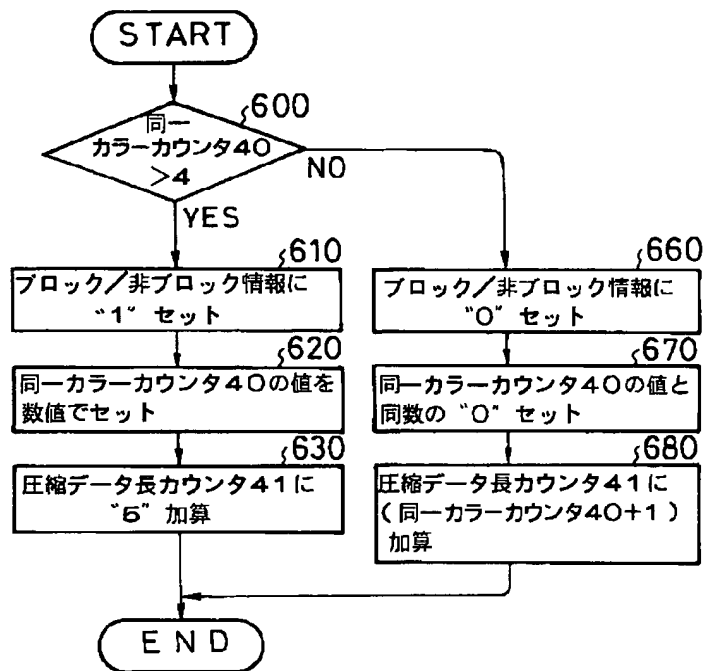 START
600
同一
カラーカウンタ40
>4
NO
YES
610
ブロック/非ブロック情報に
"1" セット
620
同一カラーカウンタ40の値を
数値でセット
630
圧縮データ長カウンタ41に
"5" 加算
660
ブロック/非ブロック情報に
"0" セット
670
同一カラーカウンタ40の値と
同数の "0" セット
680
圧縮データ長カウンタ41に
(同一カラーカウンタ40+1)
加算
END